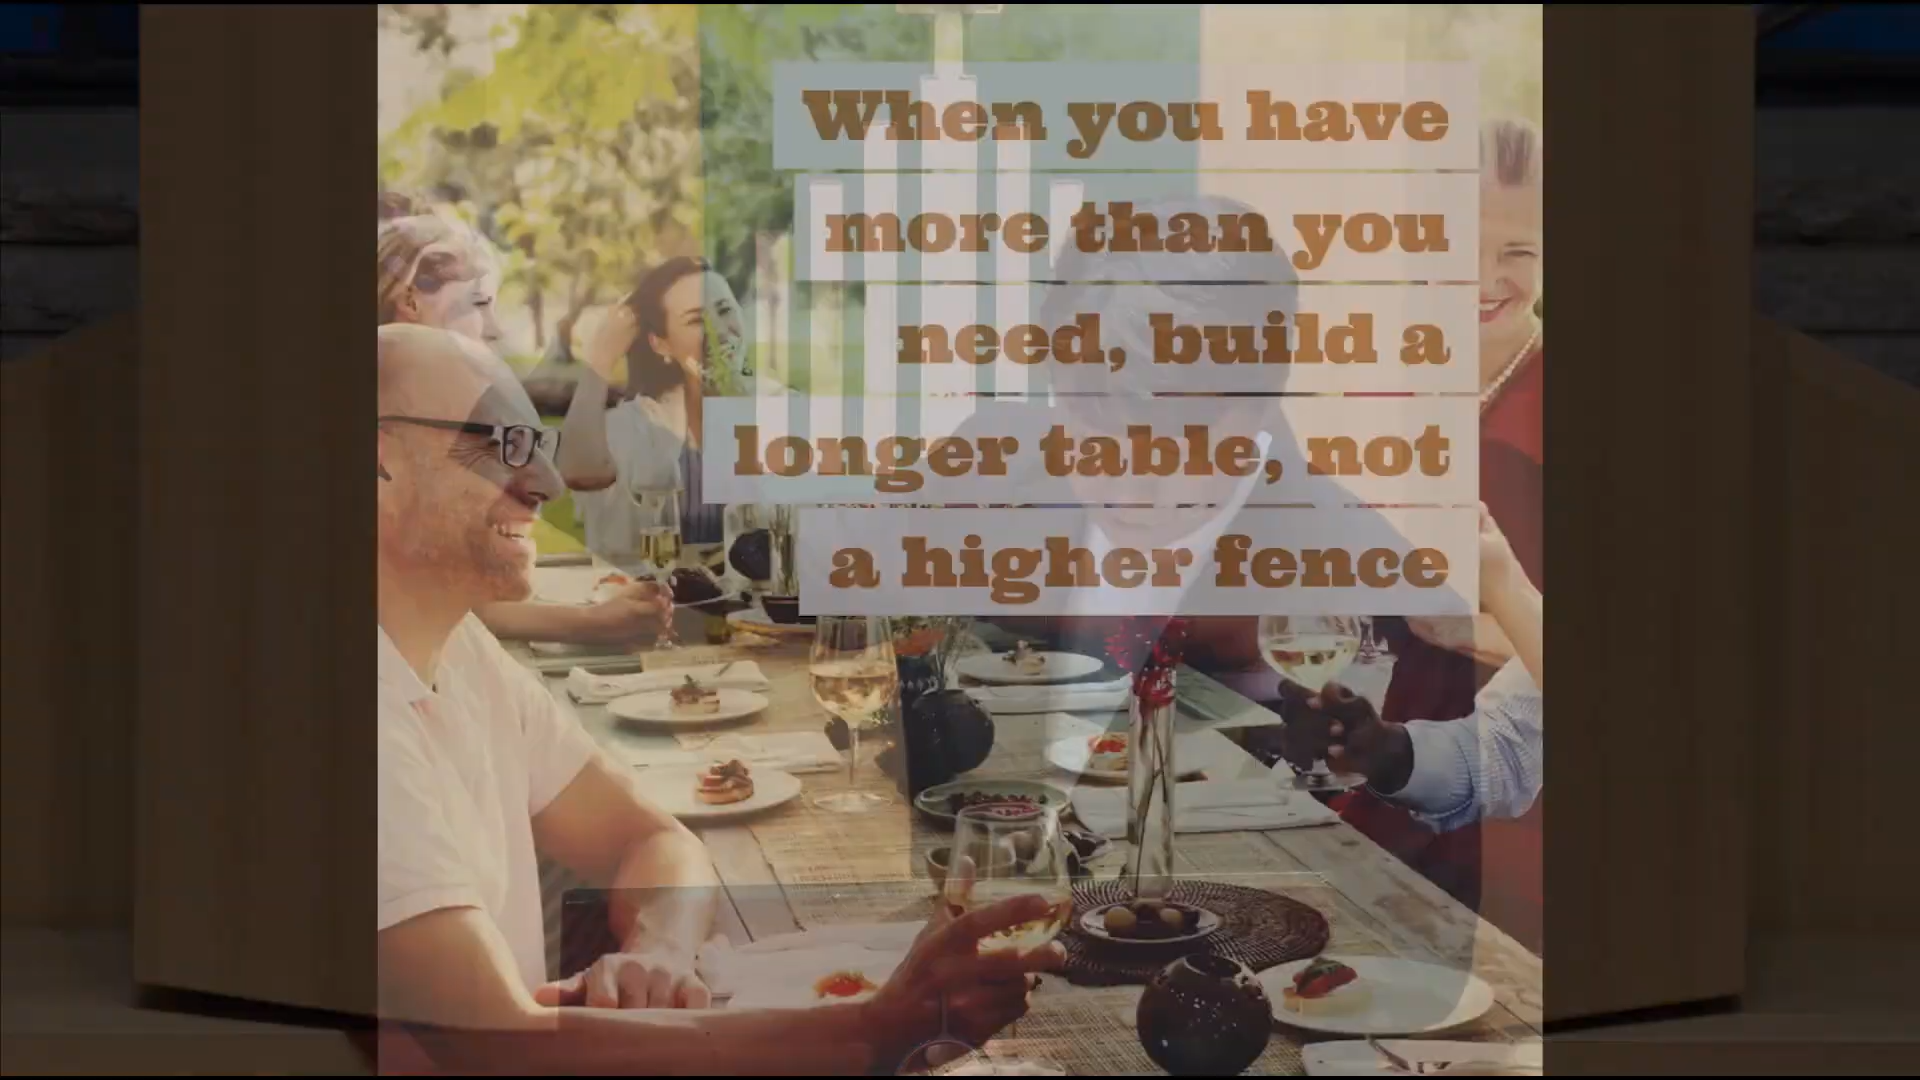 When you have
more than you
need, build a
longer table, not
a higher fence